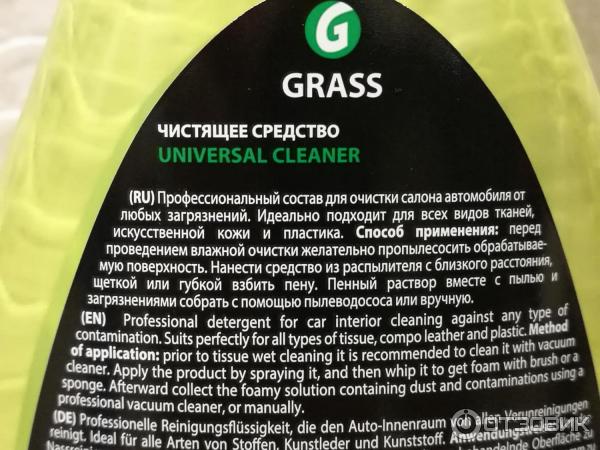 GRASS
ЧИСТЯЩЕЕ СРЕДСТВО
UNIVERSAL CLEANER
(RU) Профессиональный состав для очистки салона автомобиля от
любых загрязнений. Идеально подходит для всех видов тканей,
искусственной кожи и пластика. Способ применения: перед
проведением влажной очистки желательно пропылесосить обрабатывае-
мую поверхность. Нанести средство из распылителя с близкого расстояния,
щеткой или губкой взбить пену. Пенный раствор вместе с пылью и
загрязнениями собрать с помощью пылеводососа или вручную.
(EN) Professional detergent for car interior cleaning against any type of
contamination. Suits perfectly for all types of tissue, compo leather and plastic. Method
of application: prior to tissue wet cleaning it is recommended to clean it with vacuum
cleaner. Apply the product by spraying it, and then whip it to get foam with brush or a
sponge. Afterward collect the foamy solution containing dust and contaminations using a
professional vacuum cleaner, or manually.
(DE) Professionelle Reinigungsflüssigkeit, die den Auto-Innenraum von allen Verunreinigungen
reinigt. Ideal für alle Arten von Stoffen, Kunstleder und Kunststoff.
ОТЗОВИК